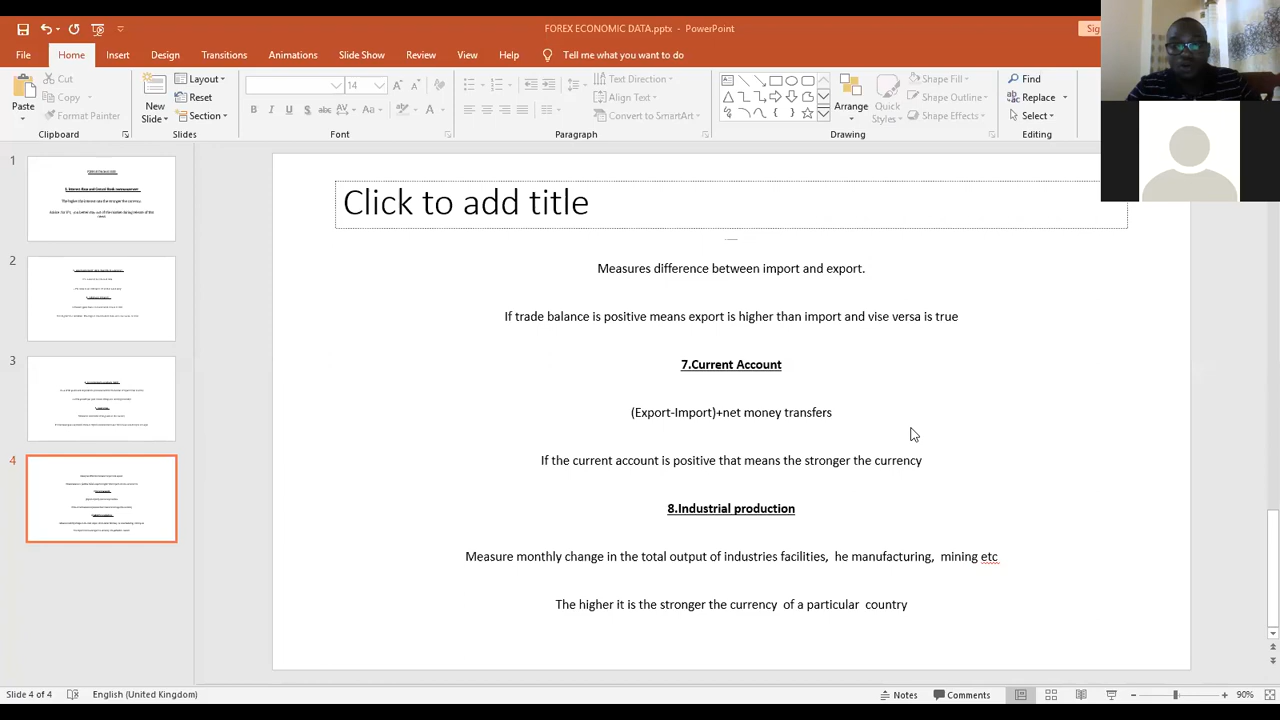 FOREX ECONOMIC DATA.pptx - PowerPoint
File Home Insert Design Transitions Animations Slide Show Review View Help Tell me what you want to do
Paste
Cut
Copy
Format Painter
Clipboard
New Slide
Layout
Reset
Section
Slides
14
Font
Text Direction
Align Text
Convert to SmartArt
Paragraph
Arrange
Quick Styles
Shape Fill
Shape Outline
Shape Effects
Drawing
Find
Replace
Select
Editing
1
2
3
4
Click to add title
Measures difference between import and export.
If trade balance is positive means export is higher than import and vise versa is true
7.Current Account
(Export-Import)+net money transfers
If the current account is positive that means the stronger the currency
8.Industrial production
Measure monthly change in the total output of industries facilities, he manufacturing, mining etc
The higher it is the stronger the currency of a particular country
Slide 4 of 4 English (United Kingdom) Notes Comments 90%